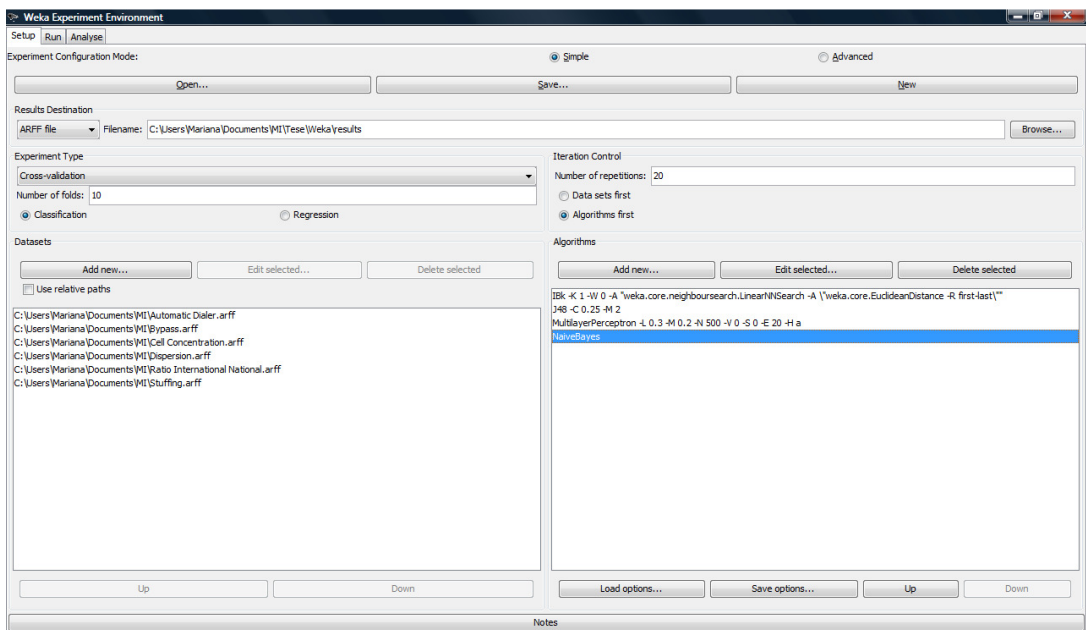 Weka Experiment Environment
Setup Run Analyse
Experiment Configuration Mode: Simple Advanced
Open... Save... New
Results Destination
ARFF file Filename: C:\Users\Mariana\Documents\MI\Tese\Weka\results Browse...
Experiment Type Iteration Control
Cross-validation Number of repetitions: 20
Number of folds: 10 Data sets first
Classification Regression Algorithms first
Datasets Algorithms
Add new... Edit selected... Delete selected Add new... Edit selected... Delete selected
Use relative paths
IBk -K 1 -W 0 -A "weka.core.neighboursearch.LinearNNSearch -A \"weka.core.EuclideanDistance -R first-last\""
J48 -C 0.25 -M 2
MultilayerPerceptron -L 0.3 -M 0.2 -N 500 -V 0 -S 0 -E 20 -H a
NaiveBayes
C:\Users\Mariana\Documents\MI\Automatic Dialer.arff
C:\Users\Mariana\Documents\MI\Bypass.arff
C:\Users\Mariana\Documents\MI\Cell Concentration.arff
C:\Users\Mariana\Documents\MI\Dispersion.arff
C:\Users\Mariana\Documents\MI\Ratio International National.arff
C:\Users\Mariana\Documents\MI\Stuffing.arff
Up Down Load options... Save options... Up Down
Notes